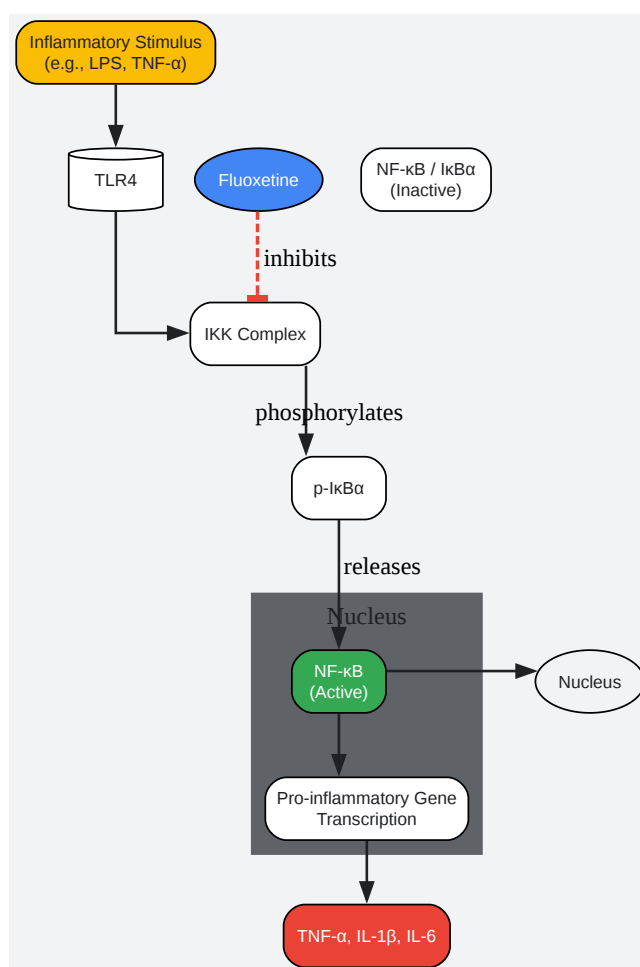 Inflammatory Stimulus
(e.g., LPS, TNF-α)
TLR4
Fluoxetine
NF-κB / IκBα
(Inactive)
inhibits
IKK Complex
phosphorylates
p-IκBα
releases
Nucleus
NF-κB
(Active)
Nucleus
Pro-inflammatory Gene
Transcription
TNF-α, IL-1β, IL-6